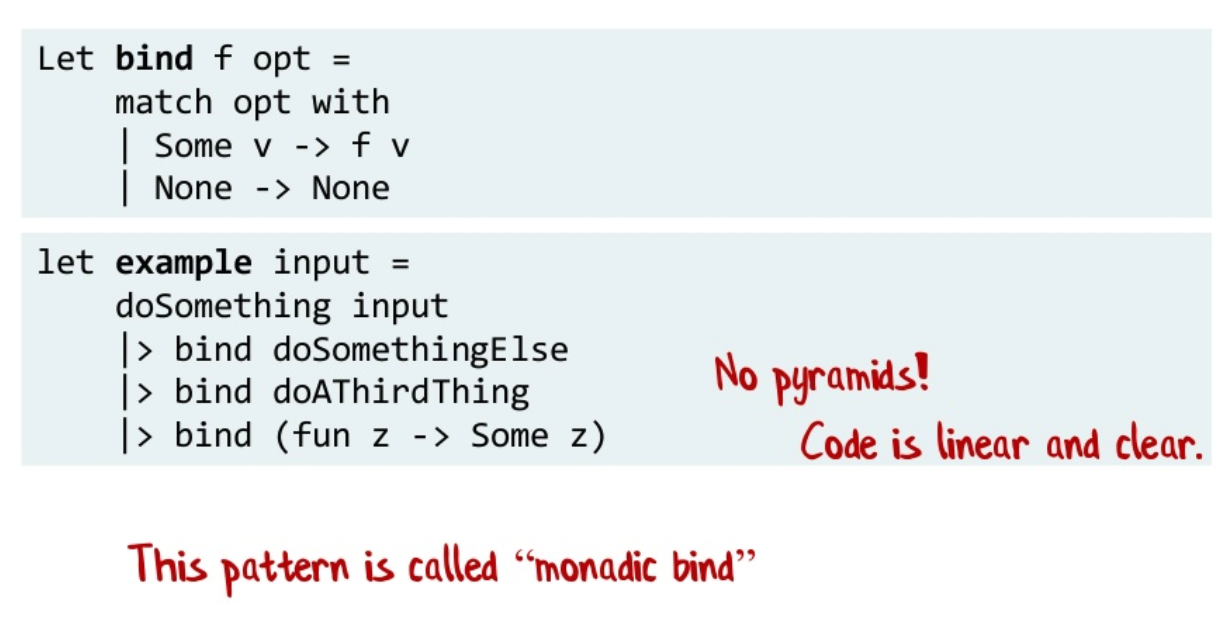 Let bind f opt =
    match opt with
    | Some v -> f v
    | None -> None
let example input =
    doSomething input
    |> bind doSomethingElse
    |> bind doAThirdThing
    |> bind (fun z -> Some z)
No pyramids!
Code is linear and clear.
This pattern is called “monadic bind”